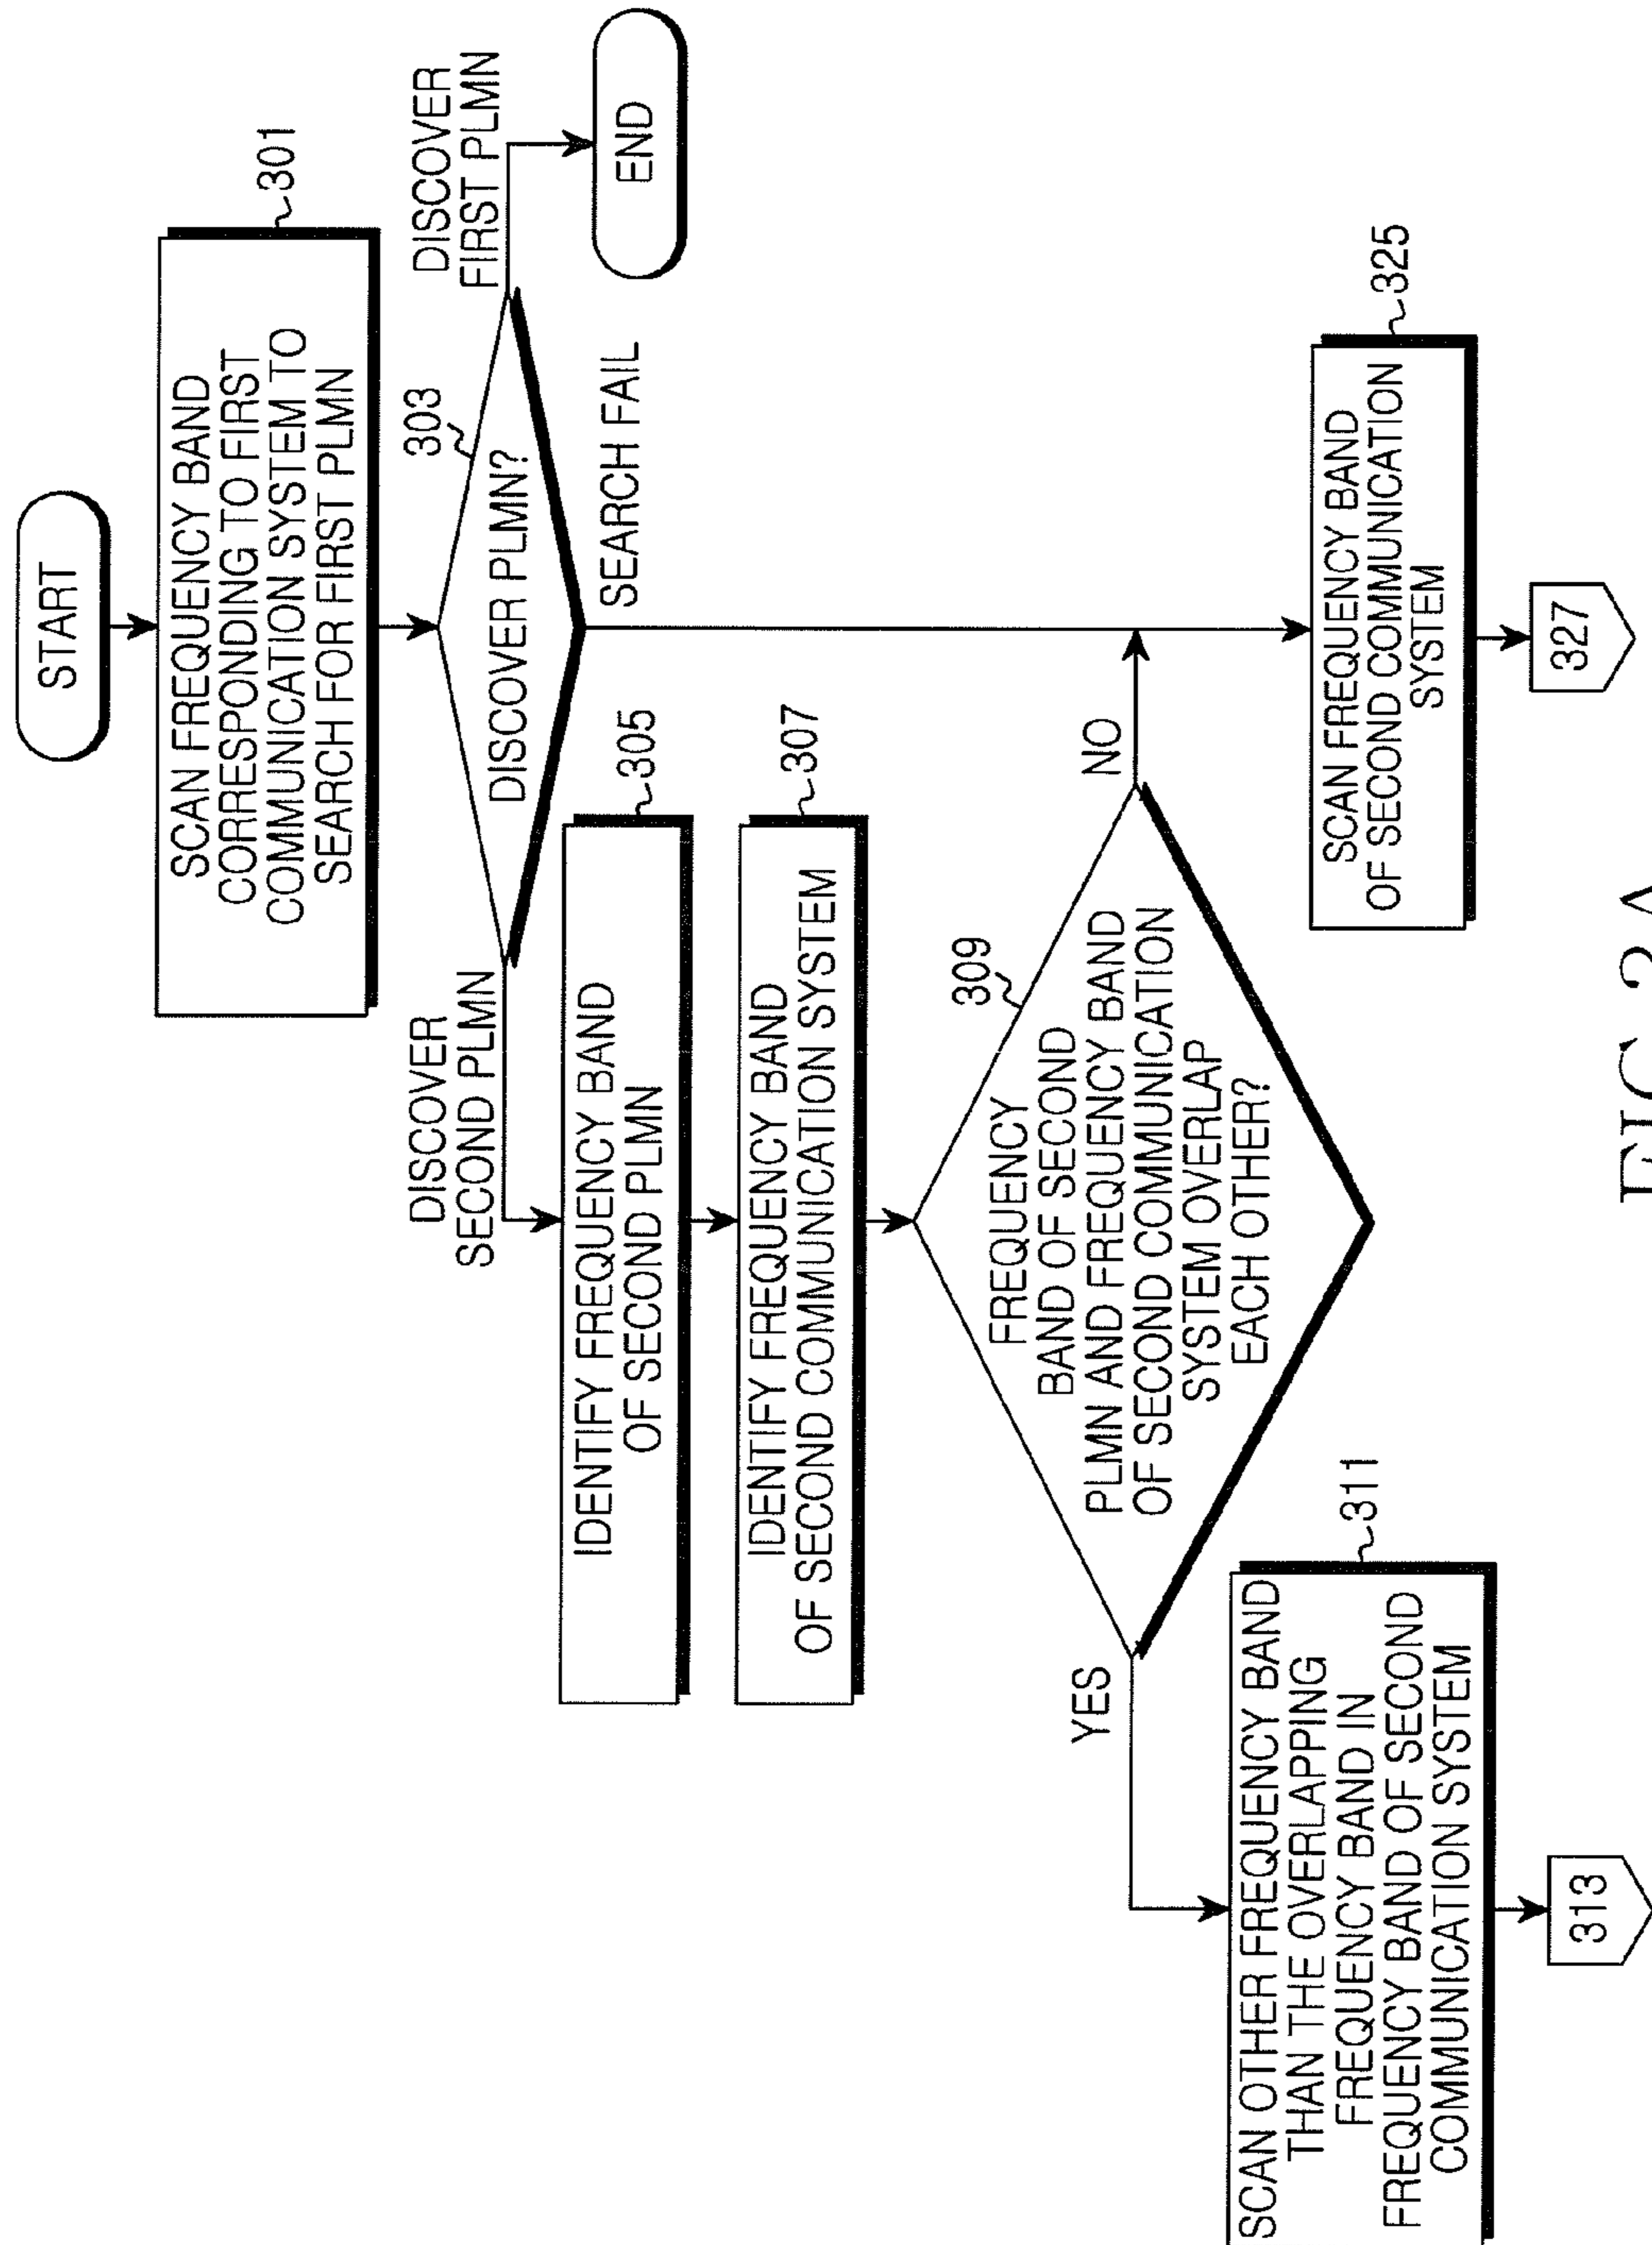 START
SCAN FREQUENCY BAND
CORRESPONDING TO FIRST
COMMUNICATION SYSTEM TO
SEARCH FOR FIRST PLMN
301
303
DISCOVER PLMN?
DISCOVER
FIRST PLMN
END
SEARCH FAIL
DISCOVER
SECOND PLMN
IDENTIFY FREQUENCY BAND
OF SECOND PLMN
305
IDENTIFY FREQUENCY BAND
OF SECOND COMMUNICATION SYSTEM
307
309
FREQUENCY
BAND OF SECOND
PLMN AND FREQUENCY BAND
OF SECOND COMMUNICATION
SYSTEM OVERLAP
EACH OTHER?
NO
YES
SCAN OTHER FREQUENCY BAND
THAN THE OVERLAPPING
FREQUENCY BAND IN
FREQUENCY BAND OF SECOND
COMMUNICATION SYSTEM
311
313
SCAN FREQUENCY BAND
OF SECOND COMMUNICATION
SYSTEM
325
327
FIG.3A